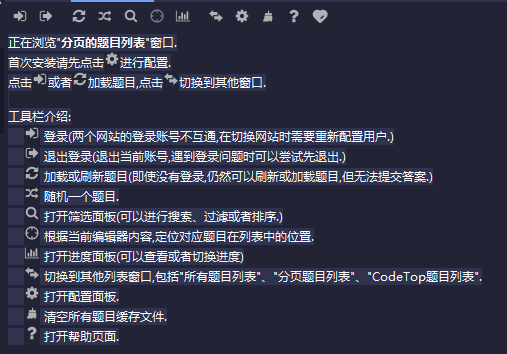 正在浏览"分页的题目列表"窗口.
首次安装请先点击进行配置.
点击或者加载题目,点击切换到其他窗口.
工具栏介绍:
登录(两个网站的登录账号不互通,在切换网站时需要重新配置用户.)
退出登录(退出当前账号,遇到登录问题时可以尝试先退出.)
加载或刷新题目(即使没有登录,仍然可以刷新或加载题目,但无法提交答案.)
随机一个题目.
打开筛选面板(可以进行搜索、过滤或者排序.)
根据当前编辑器内容,定位对应题目在列表中的位置.
打开进度面板(可以查看或者切换进度)
切换到其他列表窗口,包括"所有题目列表"、"分页题目列表"、"CodeTop题目列表".
打开配置面板.
清空所有题目缓存文件.
打开帮助页面.